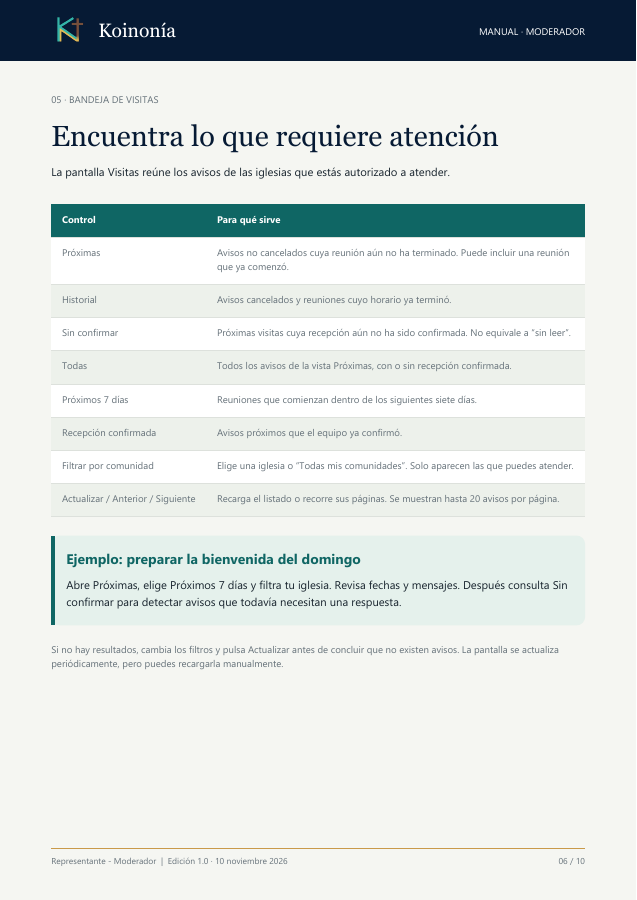 Koinonía
MANUAL · MODERADOR
05 · BANDEJA DE VISITAS
Encuentra lo que requiere atención
La pantalla Visitas reúne los avisos de las iglesias que estás autorizado a atender.
Control
Para qué sirve
Próximas
Avisos no cancelados cuya reunión aún no ha terminado. Puede incluir una reunión
que ya comenzó.
Historial
Avisos cancelados y reuniones cuyo horario ya terminó.
Sin confirmar
Próximas visitas cuya recepción aún no ha sido confirmada. No equivale a "sin leer".
Todas
Todos los avisos de la vista Próximas, con o sin recepción confirmada.
Próximos 7 días
Reuniones que comienzan dentro de los siguientes siete días.
Recepción confirmada
Avisos próximos que el equipo ya confirmó.
Filtrar por comunidad
Elige una iglesia o "Todas mis comunidades". Solo aparecen las que puedes atender.
Actualizar / Anterior / Siguiente
Recarga el listado o recorre sus páginas. Se muestran hasta 20 avisos por página.
Ejemplo: preparar la bienvenida del domingo
Abre Próximas, elige Próximos 7 días y filtra tu iglesia. Revisa fechas y mensajes. Después consulta Sin
confirmar para detectar avisos que todavía necesitan una respuesta.
Si no hay resultados, cambia los filtros y pulsa Actualizar antes de concluir que no existen avisos. La pantalla se actualiza
periódicamente, pero puedes recargarla manualmente.
Representante - Moderador | Edición 1.0 · 10 noviembre 2026
06 / 10